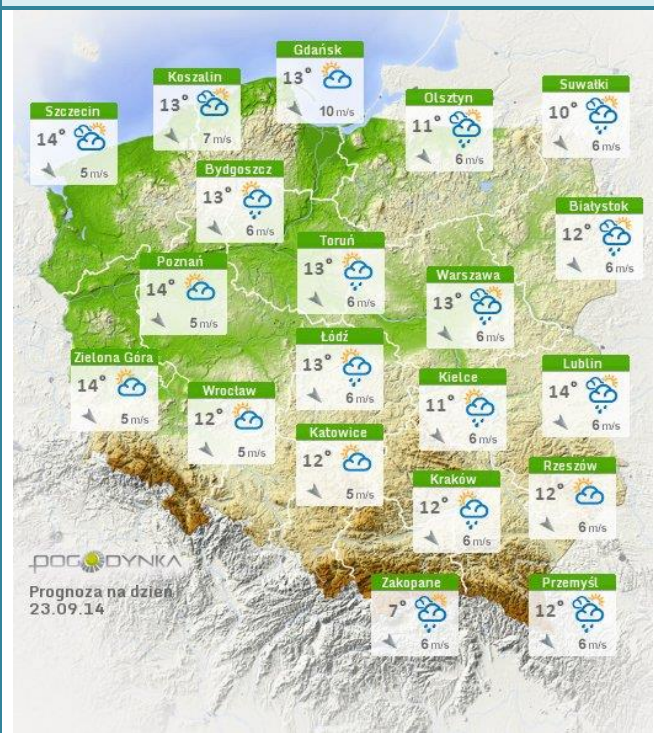 Gdańsk
13°
10 m/s
Koszalin
13°
7 m/s
Szczecin
14°
5 m/s
Olsztyn
11°
6 m/s
Suwałki
10°
6 m/s
Bydgoszcz
13°
6 m/s
Białystok
12°
6 m/s
Toruń
13°
6 m/s
Poznań
14°
5 m/s
Warszawa
13°
6 m/s
Łódź
13°
6 m/s
Zielona Góra
14°
5 m/s
Wrocław
12°
5 m/s
Kielce
11°
6 m/s
Lublin
14°
6 m/s
Katowice
12°
5 m/s
Kraków
12°
6 m/s
Rzeszów
12°
6 m/s
POGODYNKA
Prognoza na dzień
23.09.14
Zakopane
7°
6 m/s
Przemyśl
12°
6 m/s